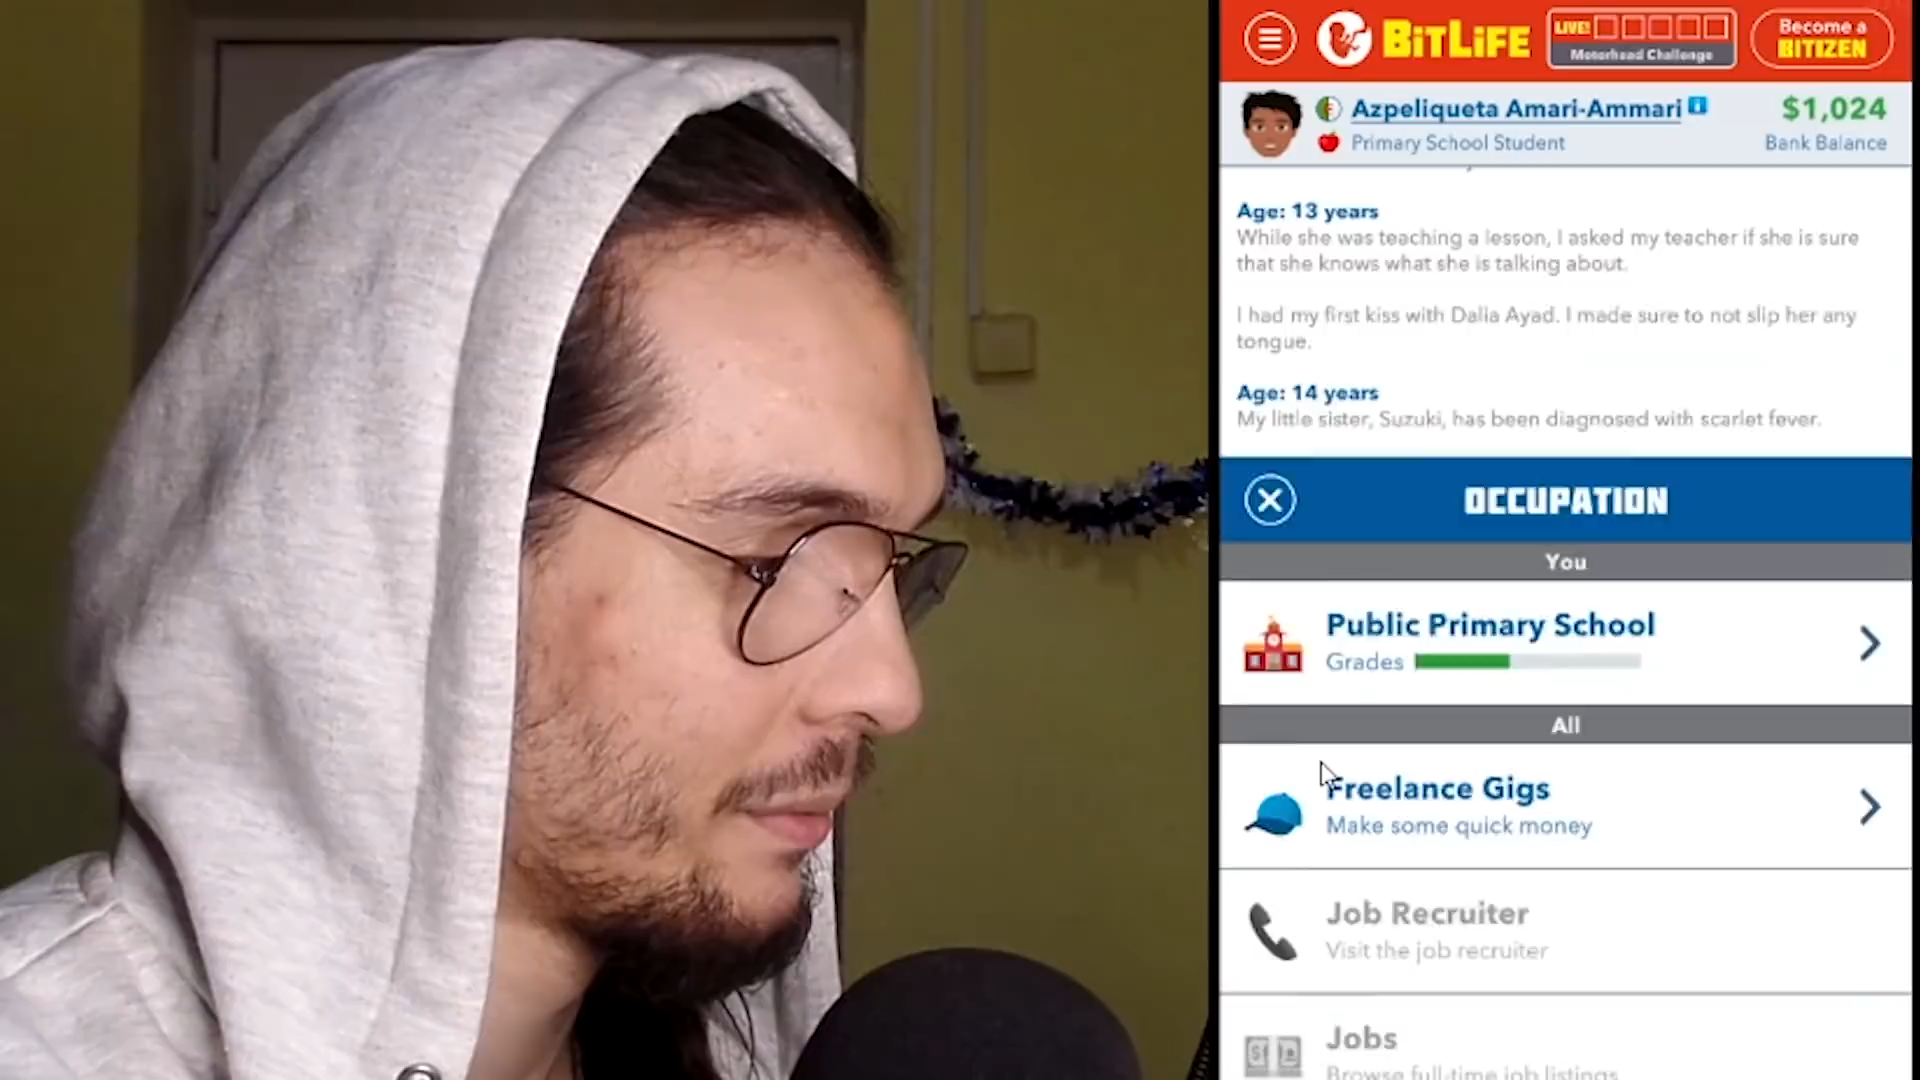 BiTLiFE
LIVE!
Motorhead Challenge
Become a
BITIZEN
Azpeliqueta Amari-Ammari
$1,024
Primary School Student
Bank Balance
Age: 13 years
While she was teaching a lesson, I asked my teacher if she is sure
that she knows what she is talking about.
I had my first kiss with Dalia Ayad. I made sure to not slip her any
tongue.
Age: 14 years
My little sister, Suzuki, has been diagnosed with scarlet fever.
OCCUPATION
You
Public Primary School
Grades
All
Freelance Gigs
Make some quick money
Job Recruiter
Visit the job recruiter
Jobs
Browse full-time job listings